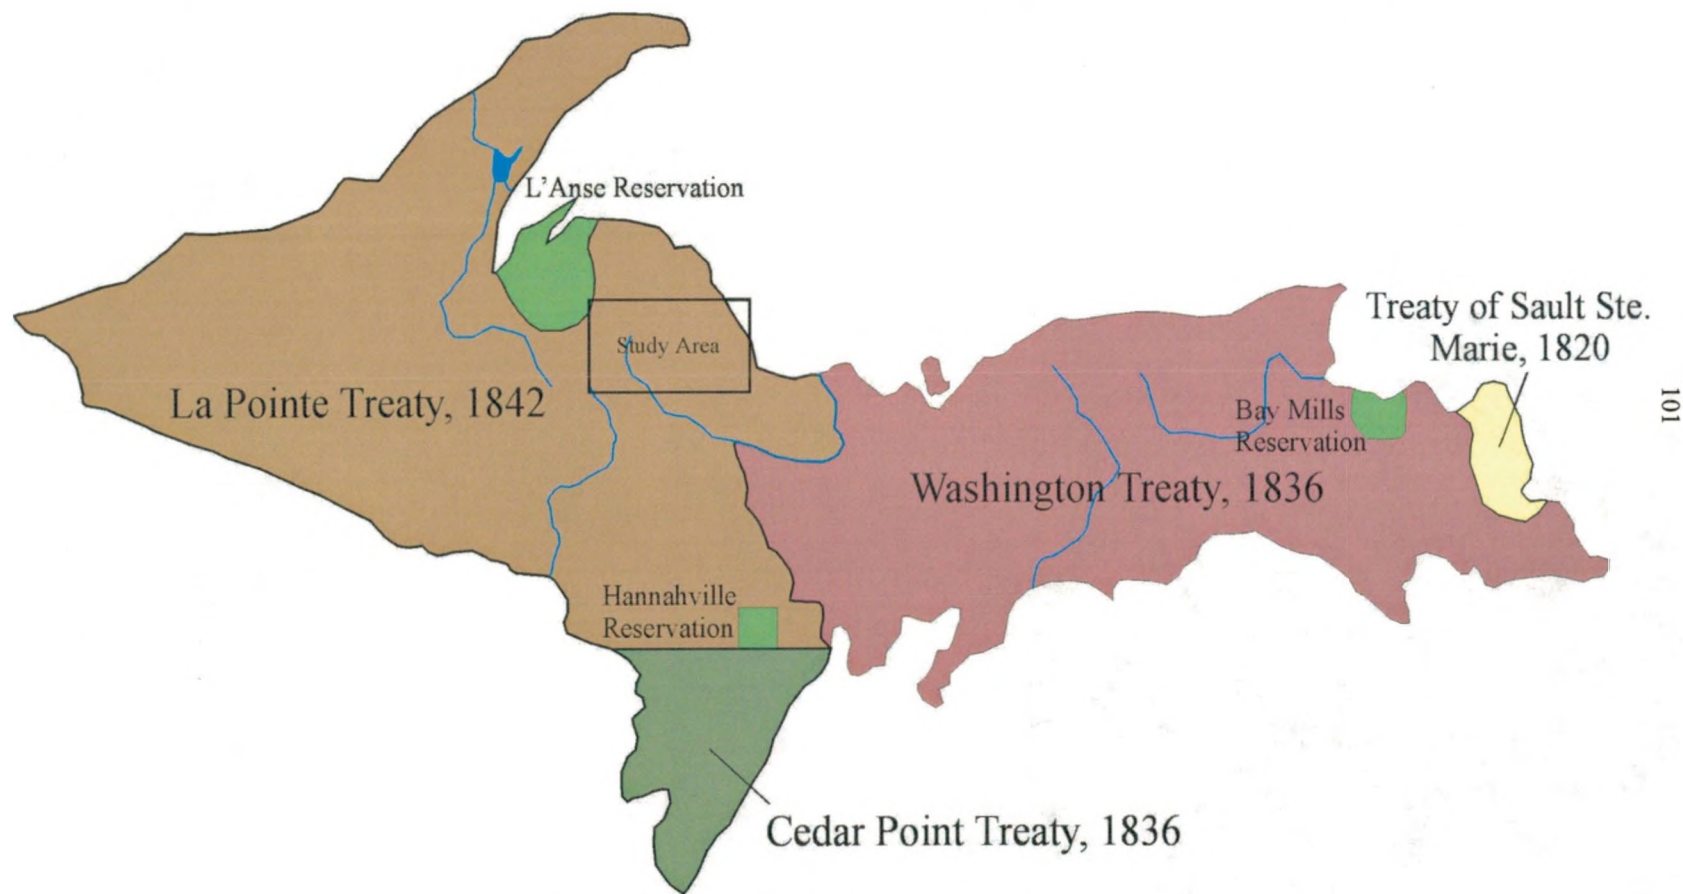 L'Anse Reservation
Treaty of Sault Ste.
Marie, 1820
Study Area
La Pointe Treaty, 1842
Bay Mills
Reservation
101
Washington Treaty, 1836
Hannahville
Reservation
Cedar Point Treaty, 1836